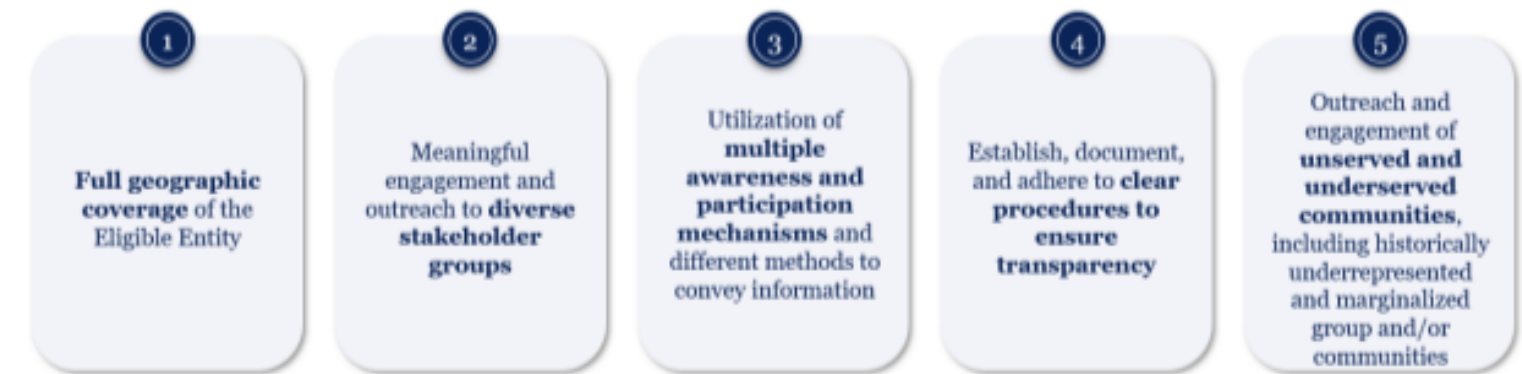 1
Full geographic
coverage of the
Eligible Entity
2
Meaningful
engagement and
outreach to diverse
stakeholder
groups
3
Utilization of
multiple
awareness and
participation
mechanisms and
different methods to
convey information
4
Establish, document,
and adhere to clear
procedures to
ensure
transparency
5
Outreach and
engagement of
unserved and
underserved
communities,
including historically
underrepresented
and marginalized
group and/or
communities